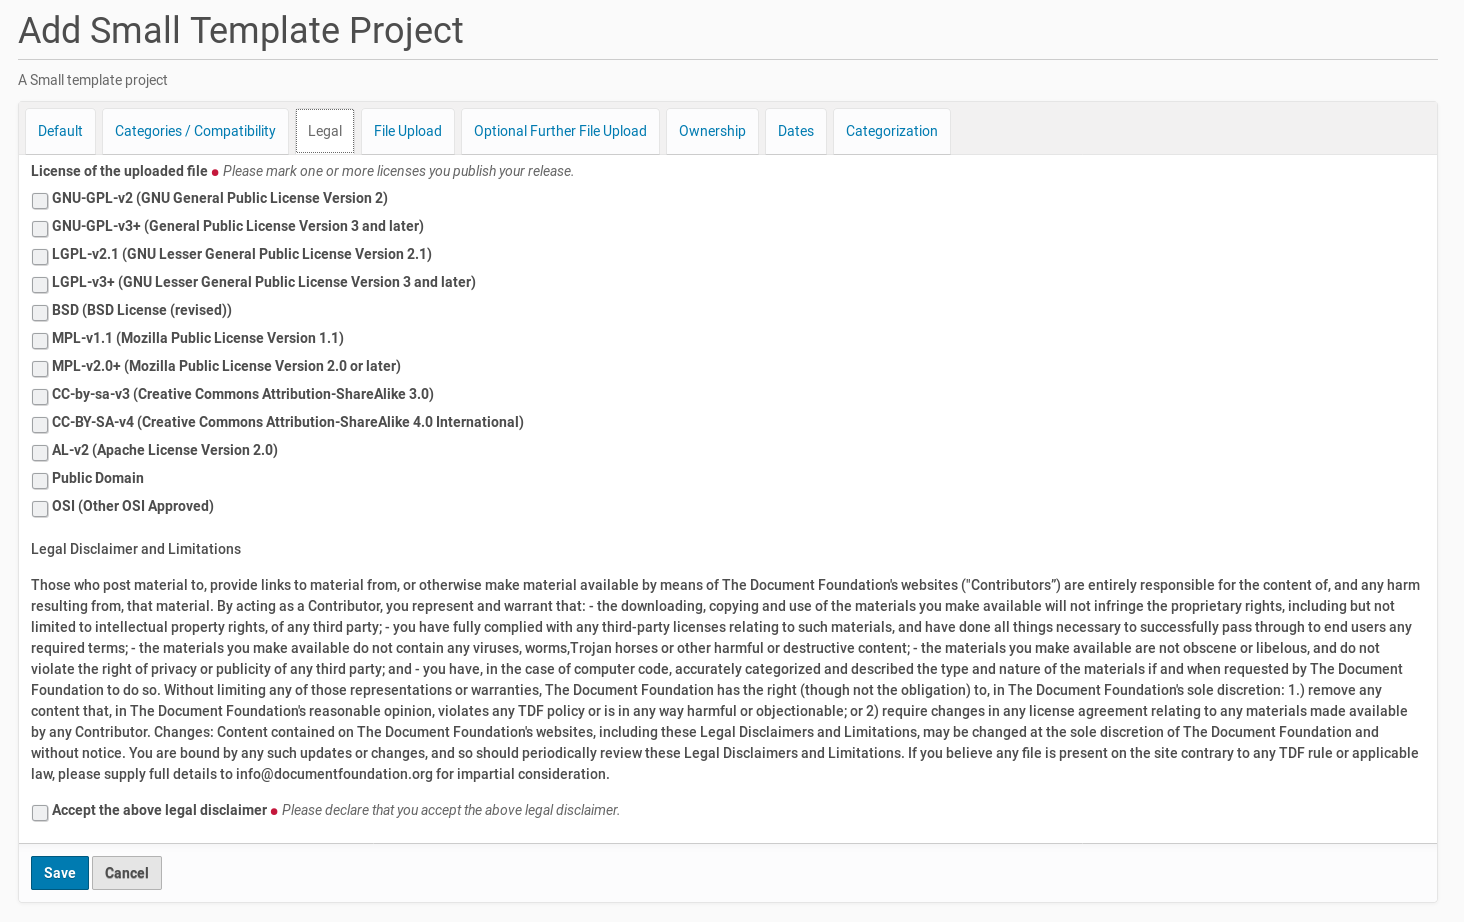 Add Small Template Project
A Small template project
Default Categories / Compatibility Legal File Upload Optional Further File Upload Ownership Dates Categorization
License of the uploaded file Please mark one or more licenses you publish your release.
GNU-GPL-v2 (GNU General Public License Version 2)
GNU-GPL-v3+ (General Public License Version 3 and later)
LGPL-v2.1 (GNU Lesser General Public License Version 2.1)
LGPL-v3+ (GNU Lesser General Public License Version 3 and later)
BSD (BSD License (revised))
MPL-v1.1 (Mozilla Public License Version 1.1)
MPL-v2.0+ (Mozilla Public License Version 2.0 or later)
CC-by-sa-v3 (Creative Commons Attribution-ShareAlike 3.0)
CC-BY-SA-v4 (Creative Commons Attribution-ShareAlike 4.0 International)
AL-v2 (Apache License Version 2.0)
Public Domain
OSI (Other OSI Approved)
Legal Disclaimer and Limitations
Those who post material to, provide links to material from, or otherwise make material available by means of The Document Foundation's websites ("Contributors”) are entirely responsible for the content of, and any harm
resulting from, that material. By acting as a Contributor, you represent and warrant that: - the downloading, copying and use of the materials you make available will not infringe the proprietary rights, including but not
limited to intellectual property rights, of any third party; - you have fully complied with any third-party licenses relating to such materials, and have done all things necessary to successfully pass through to end users any
required terms; - the materials you make available do not contain any viruses, worms,Trojan horses or other harmful or destructive content; - the materials you make available are not obscene or libelous, and do not
violate the right of privacy or publicity of any third party; and - you have, in the case of computer code, accurately categorized and described the type and nature of the materials if and when requested by The Document
Foundation to do so. Without limiting any of those representations or warranties, The Document Foundation has the right (though not the obligation) to, in The Document Foundation's sole discretion: 1.) remove any
content that, in The Document Foundation's reasonable opinion, violates any TDF policy or is in any way harmful or objectionable; or 2) require changes in any license agreement relating to any materials made available
by any Contributor. Changes: Content contained on The Document Foundation's websites, including these Legal Disclaimers and Limitations, may be changed at the sole discretion of The Document Foundation and
without notice. You are bound by any such updates or changes, and so should periodically review these Legal Disclaimers and Limitations. If you believe any file is present on the site contrary to any TDF rule or applicable
law, please supply full details to info@documentfoundation.org for impartial consideration.
Accept the above legal disclaimer Please declare that you accept the above legal disclaimer.
Save Cancel